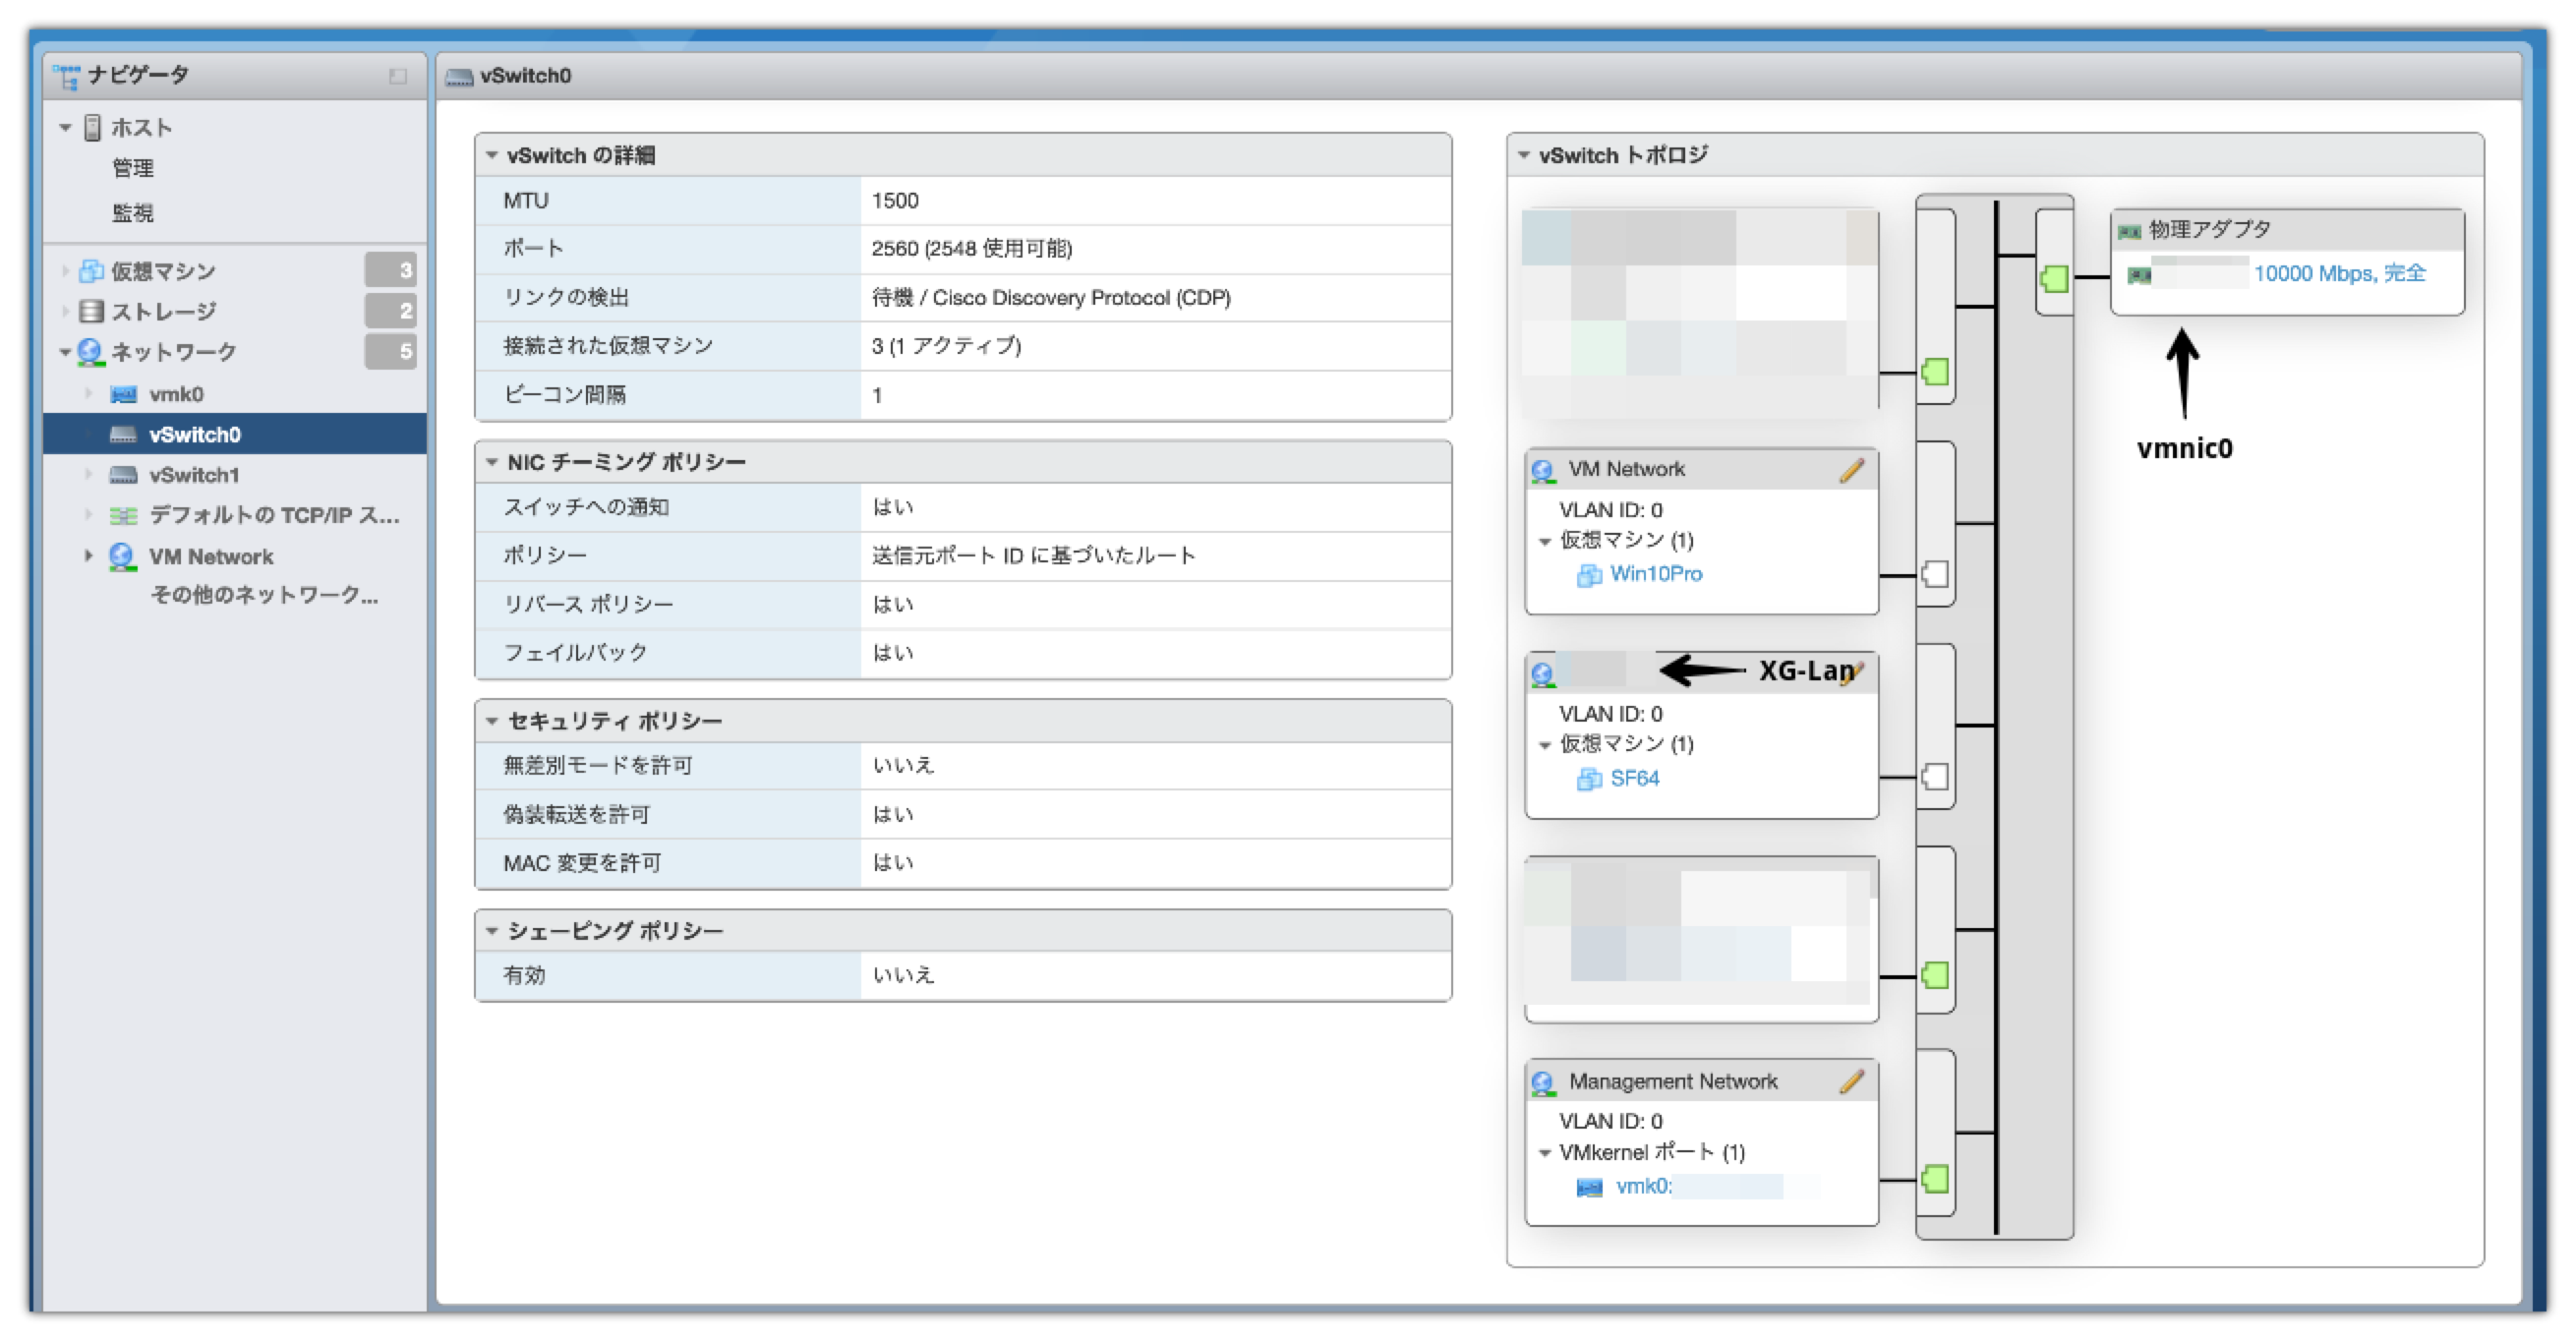 ナビゲータ
ホスト
管理
監視
仮想マシン 3
ストレージ 2
ネットワーク 5
vmk0
vSwitch0
vSwitch1
デフォルトの TCP/IP ス...
VM Network
その他のネットワーク...
vSwitch0
vSwitch の詳細
MTU 1500
ポート 2560 (2548 使用可能)
リンクの検出 待機 / Cisco Discovery Protocol (CDP)
接続された仮想マシン 3 (1 アクティブ)
ビーコン間隔 1
NIC チーミング ポリシー
スイッチへの通知 はい
ポリシー 送信元ポート ID に基づいたルート
リバース ポリシー はい
フェイルバック はい
セキュリティ ポリシー
無差別モードを許可 いいえ
偽装転送を許可 はい
MAC 変更を許可 はい
シェーピング ポリシー
有効 いいえ
vSwitch トポロジ
物理アダプタ
10000 Mbps, 完全
vmnic0
VM Network
VLAN ID: 0
仮想マシン (1)
Win10Pro
XG-Lan
VLAN ID: 0
仮想マシン (1)
SF64
Management Network
VLAN ID: 0
VMkernel ポート (1)
vmk0: